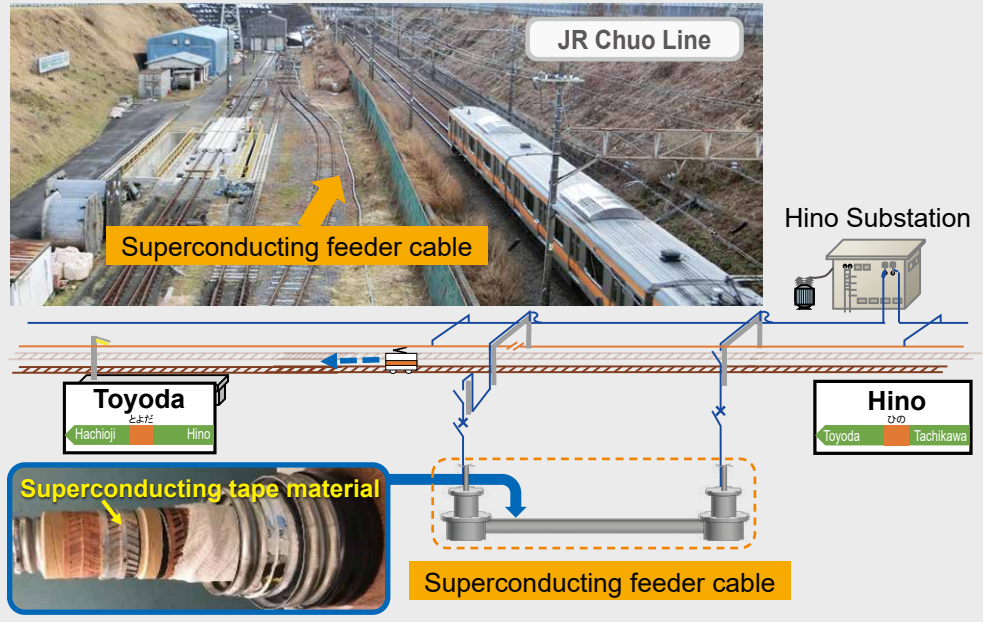 JR Chuo Line
Superconducting feeder cable
Hino Substation
Toyoda
とよだ
Hachioji Hino
Hino
ひの
Toyoda Tachikawa
Superconducting tape material
Superconducting feeder cable